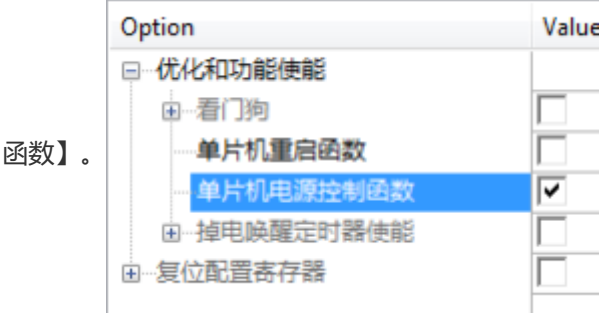 Option Value
优化和功能使能
看门狗
单片机重启函数
函数】。
单片机电源控制函数
掉电唤醒定时器使能
复位配置寄存器